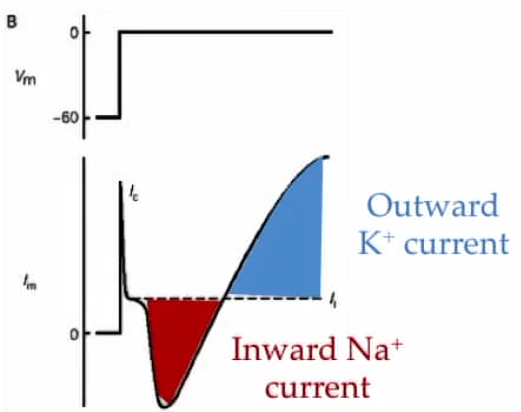 B
0
Vm
-60
Ic
Outward
K+ current
Im
Il
0
Inward Na+
current